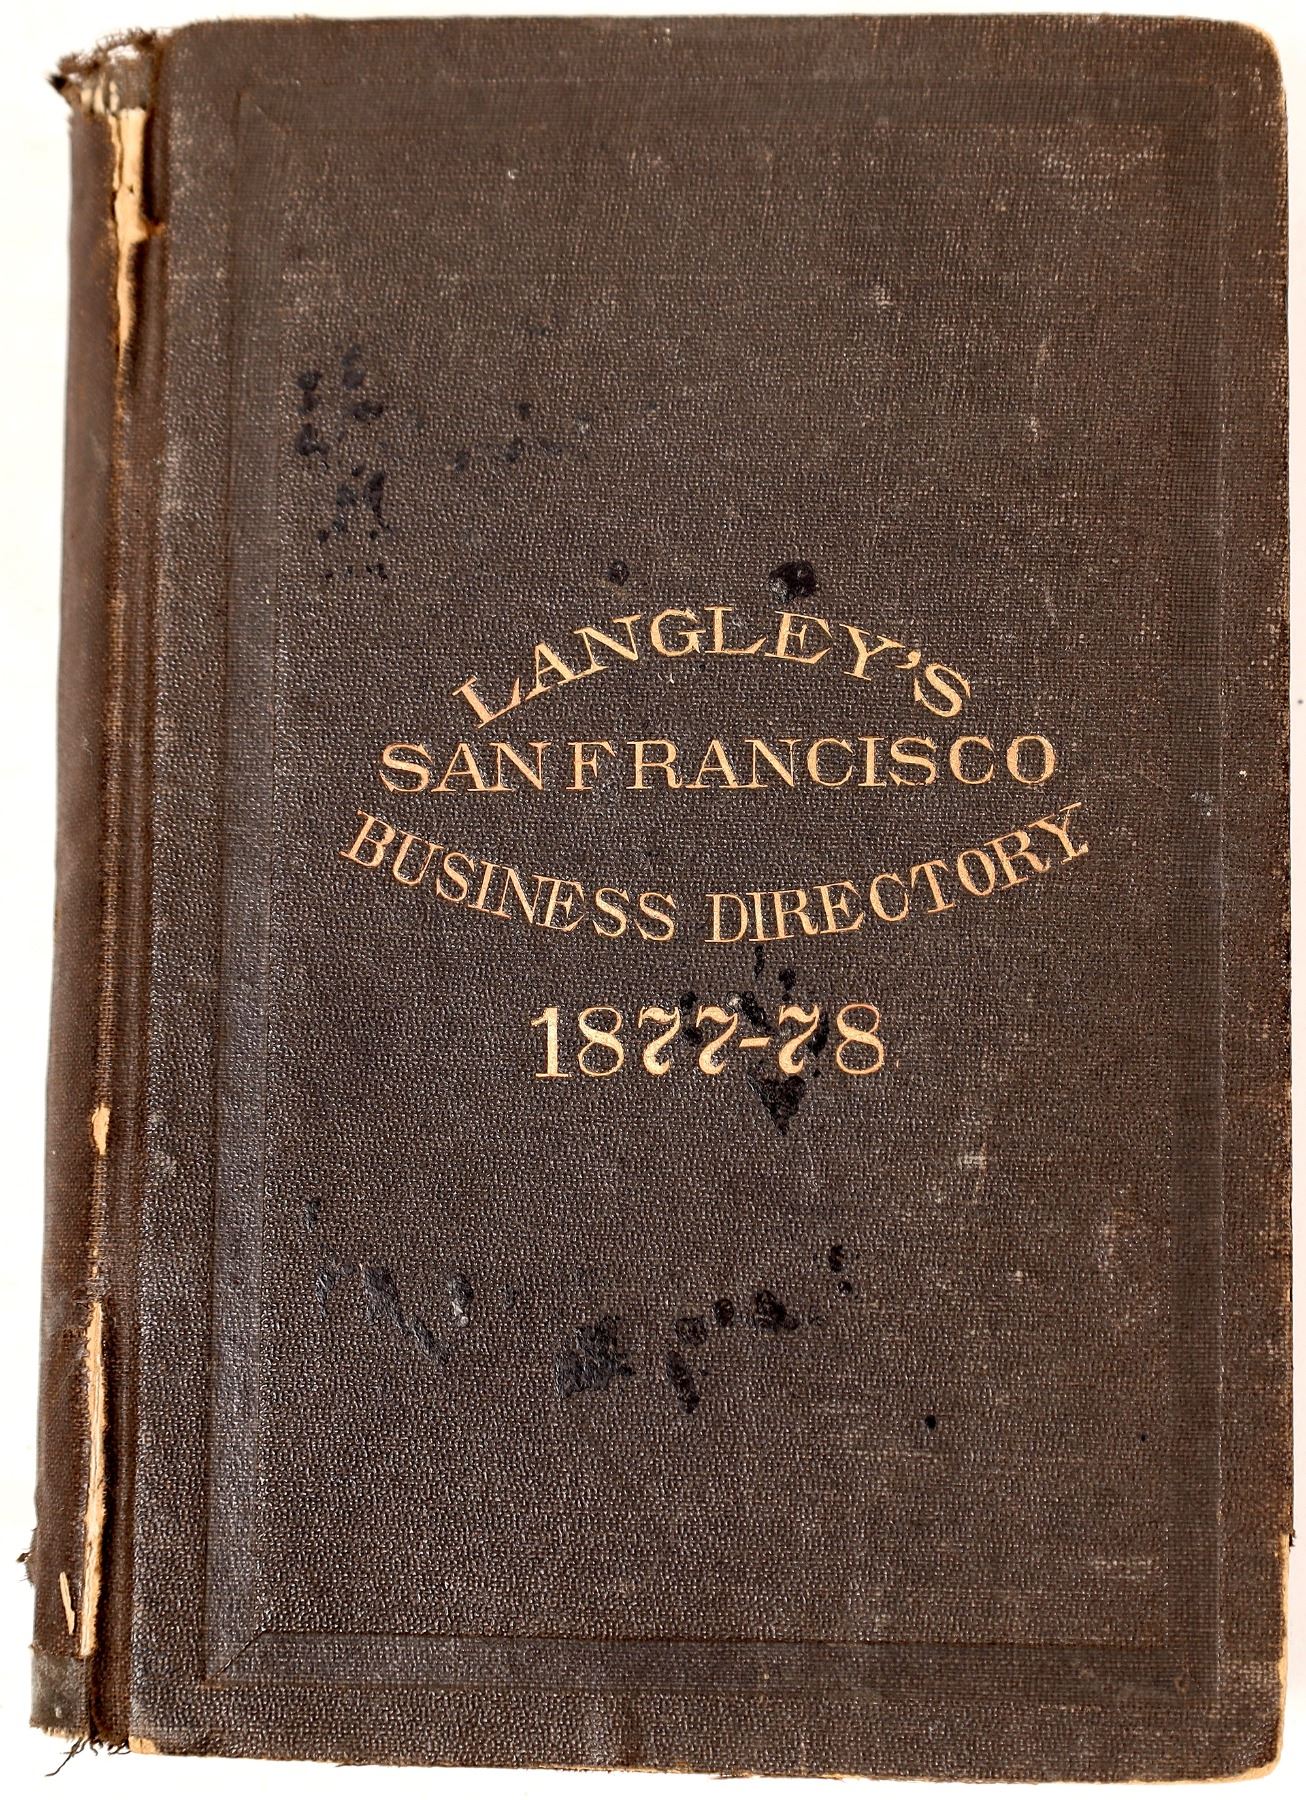 LANGLEY'S
SAN FRANCISCO
BUSINESS DIRECTORY
1877-78